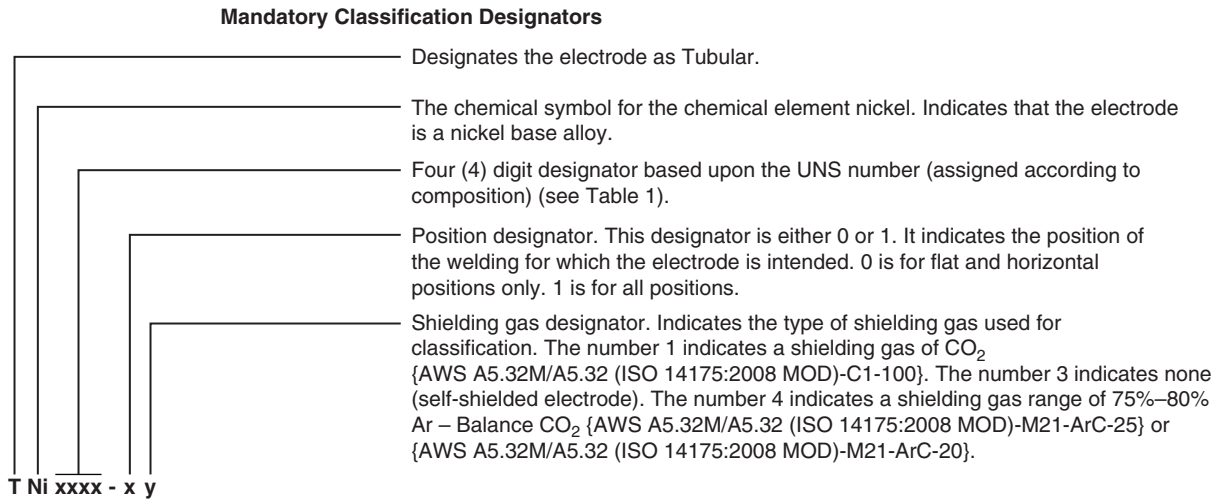 Mandatory Classification Designators
Designates the electrode as Tubular.
The chemical symbol for the chemical element nickel. Indicates that the electrode
is a nickel base alloy.
Four (4) digit designator based upon the UNS number (assigned according to
composition) (see Table 1).
Position designator. This designator is either 0 or 1. It indicates the position of
the welding for which the electrode is intended. 0 is for flat and horizontal
positions only. 1 is for all positions.
Shielding gas designator. Indicates the type of shielding gas used for
classification. The number 1 indicates a shielding gas of CO₂
{AWS A5.32M/A5.32 (ISO 14175:2008 MOD)-C1-100}. The number 3 indicates none
(self-shielded electrode). The number 4 indicates a shielding gas range of 75%–80%
Ar – Balance CO₂ {AWS A5.32M/A5.32 (ISO 14175:2008 MOD)-M21-ArC-25} or
{AWS A5.32M/A5.32 (ISO 14175:2008 MOD)-M21-ArC-20}.
T Ni xxxx - x y